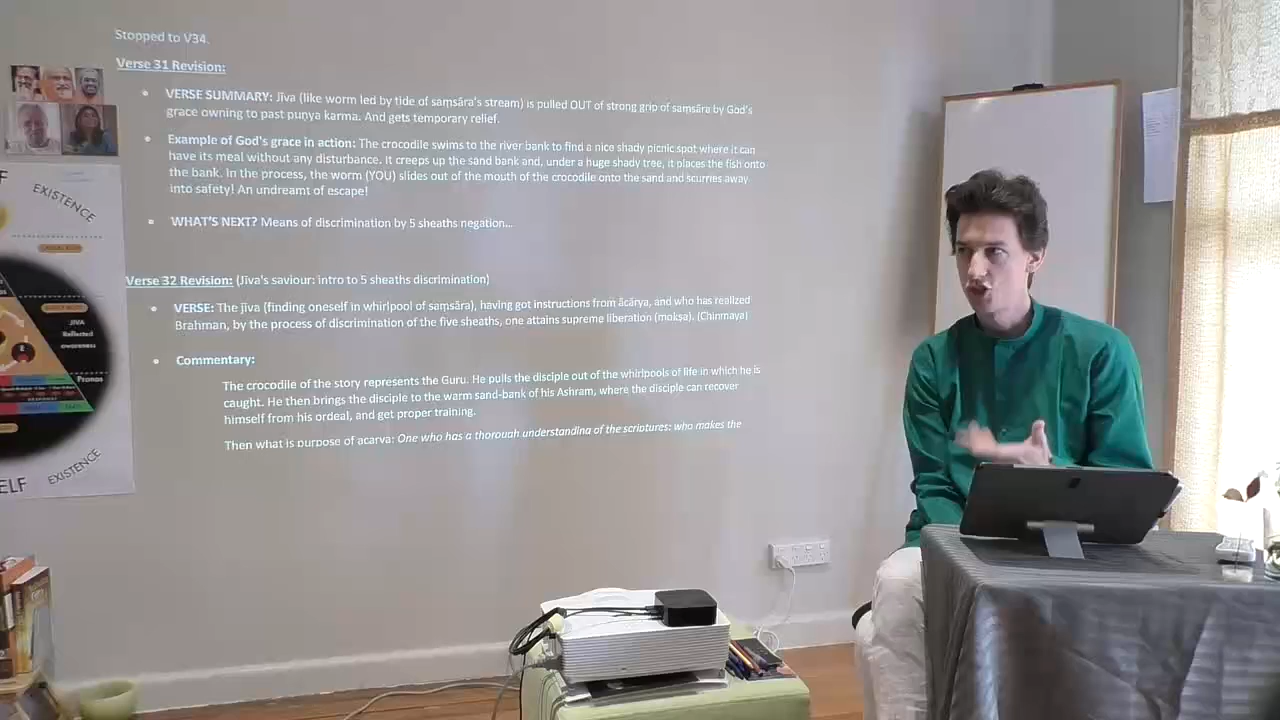 Stopped to V34.
Verse 31 Revision:
VERSE SUMMARY: Jīva (like worm led by tide of saṃsāra's stream) is pulled OUT of strong grip of saṃsāra by God's
grace owning to past puṇya karma. And gets temporary relief.
Example of God's grace in action: The crocodile swims to the river bank to find a nice shady picnic spot where it can
have its meal without any disturbance. It creeps up the sand bank and, under a huge shady tree, it places the fish onto
the bank. In the process, the worm (YOU) slides out of the mouth of the crocodile onto the sand and scurries away
into safety! An undreamt of escape!
WHAT'S NEXT? Means of discrimination by 5 sheaths negation...
Verse 32 Revision: (Jīva's saviour: intro to 5 sheaths discrimination)
VERSE: The jīva (finding oneself in whirlpool of saṃsāra), having got instructions from ācārya, and who has realized
Brahman, by the process of discrimination of the five sheaths, one attains supreme liberation (mokṣa). (Chinmaya)
Commentary:
The crocodile of the story represents the Guru. He pulls the disciple out of the whirlpools of life in which he is
caught. He then brings the disciple to the warm sand-bank of his Ashram, where the disciple can recover
himself from his ordeal, and get proper training.
Then what is purpose of acarya: One who has a thorough understanding of the scriptures; who makes the
EXISTENCE
JIVA
Reflected
awareness
Pranas
ELF
EXISTENCE